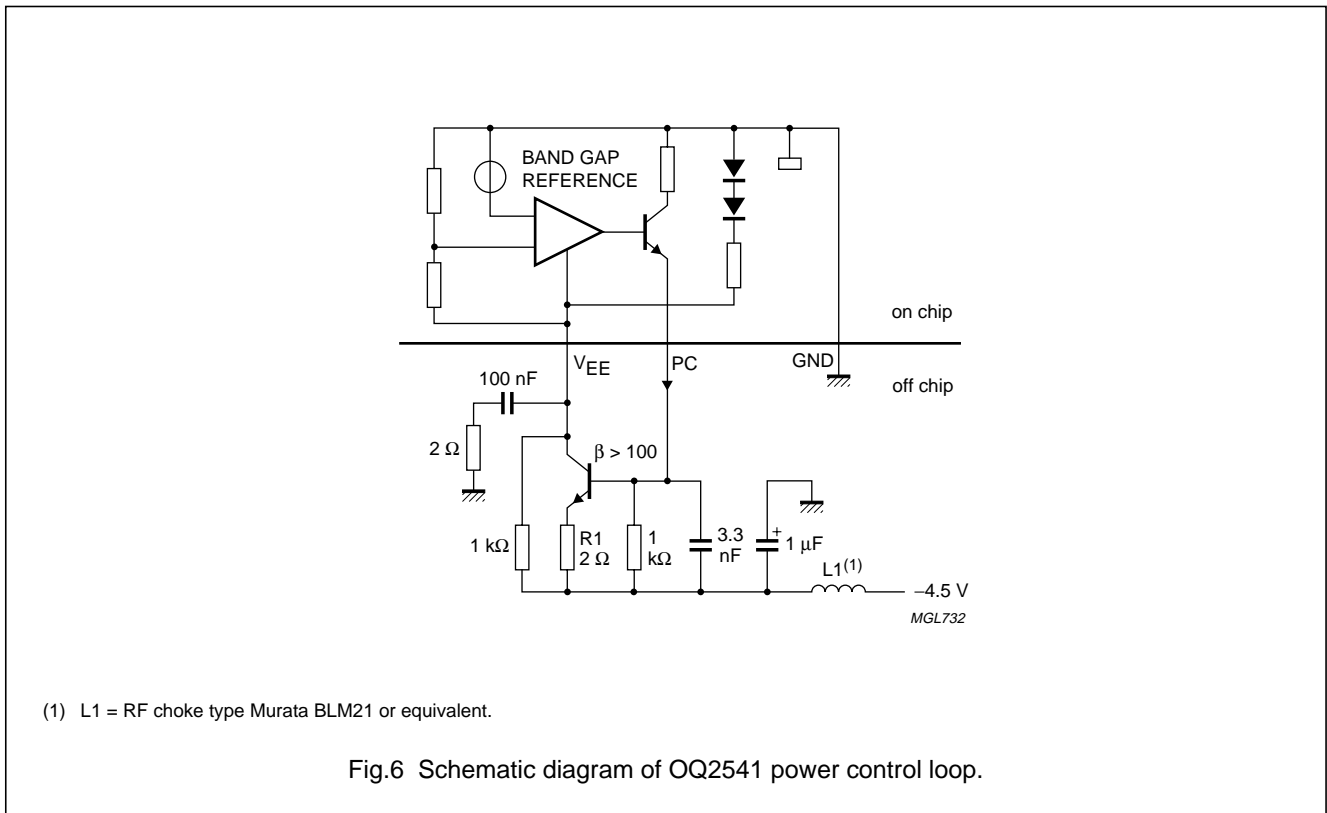 BAND GAP
REFERENCE
on chip
VEE
PC
GND
off chip
100 nF
2 Ω
β > 100
1 kΩ
R1
2 Ω
1
kΩ
3.3
nF
+
1 μF
L1(1)
−4.5 V
MGL732
(1) L1 = RF choke type Murata BLM21 or equivalent.
Fig.6 Schematic diagram of OQ2541 power control loop.